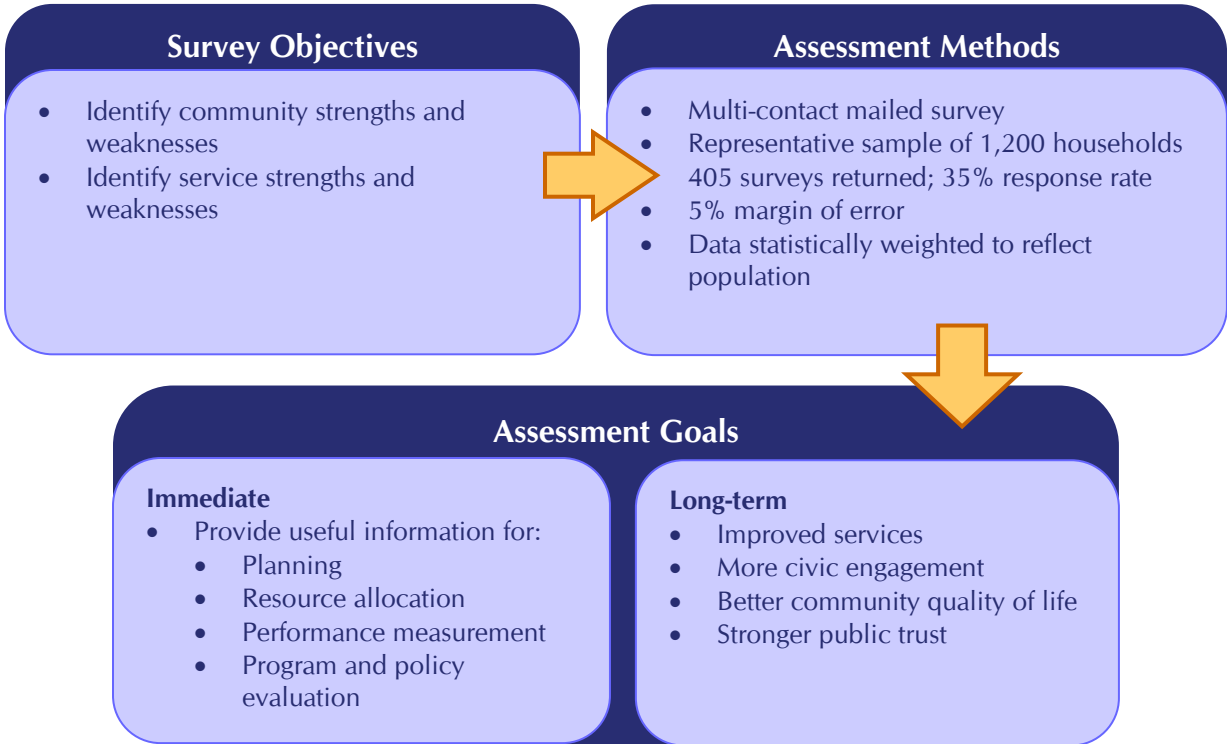 Survey Objectives
• Identify community strengths and
weaknesses
• Identify service strengths and
weaknesses
Assessment Methods
• Multi-contact mailed survey
• Representative sample of 1,200 households
• 405 surveys returned; 35% response rate
• 5% margin of error
• Data statistically weighted to reflect
population
Assessment Goals
Immediate
• Provide useful information for:
• Planning
• Resource allocation
• Performance measurement
• Program and policy
evaluation
Long-term
• Improved services
• More civic engagement
• Better community quality of life
• Stronger public trust